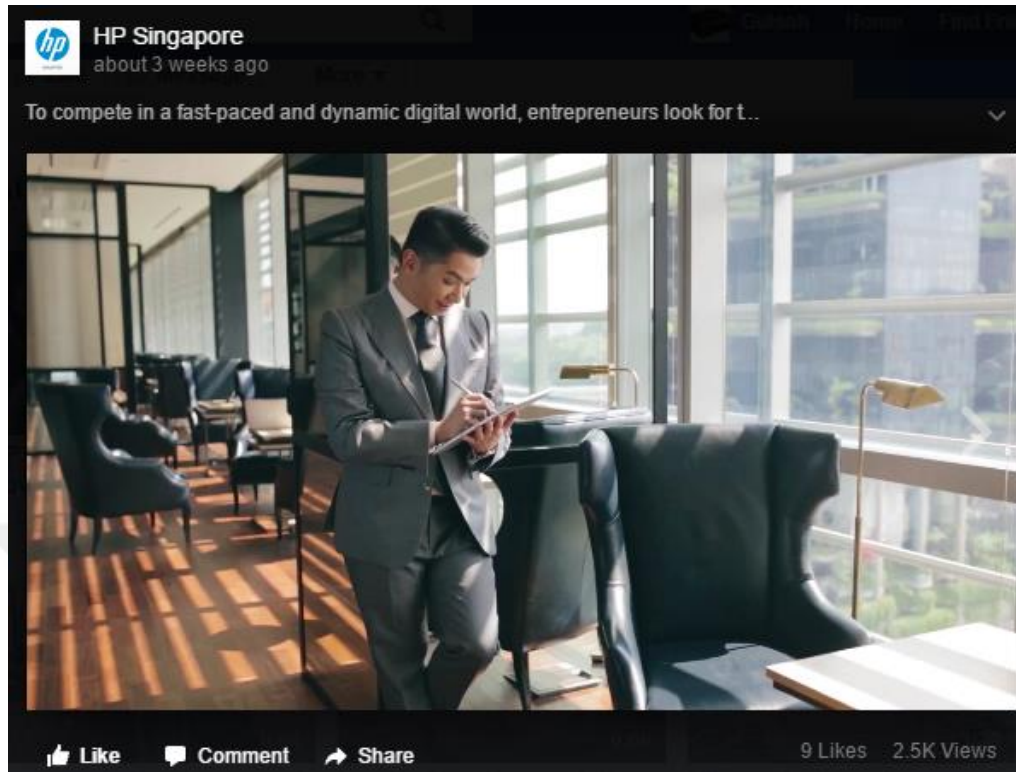 hp
HP Singapore
about 3 weeks ago
To compete in a fast-paced and dynamic digital world, entrepreneurs look for t...
Like Comment Share 9 Likes 2.5K Views